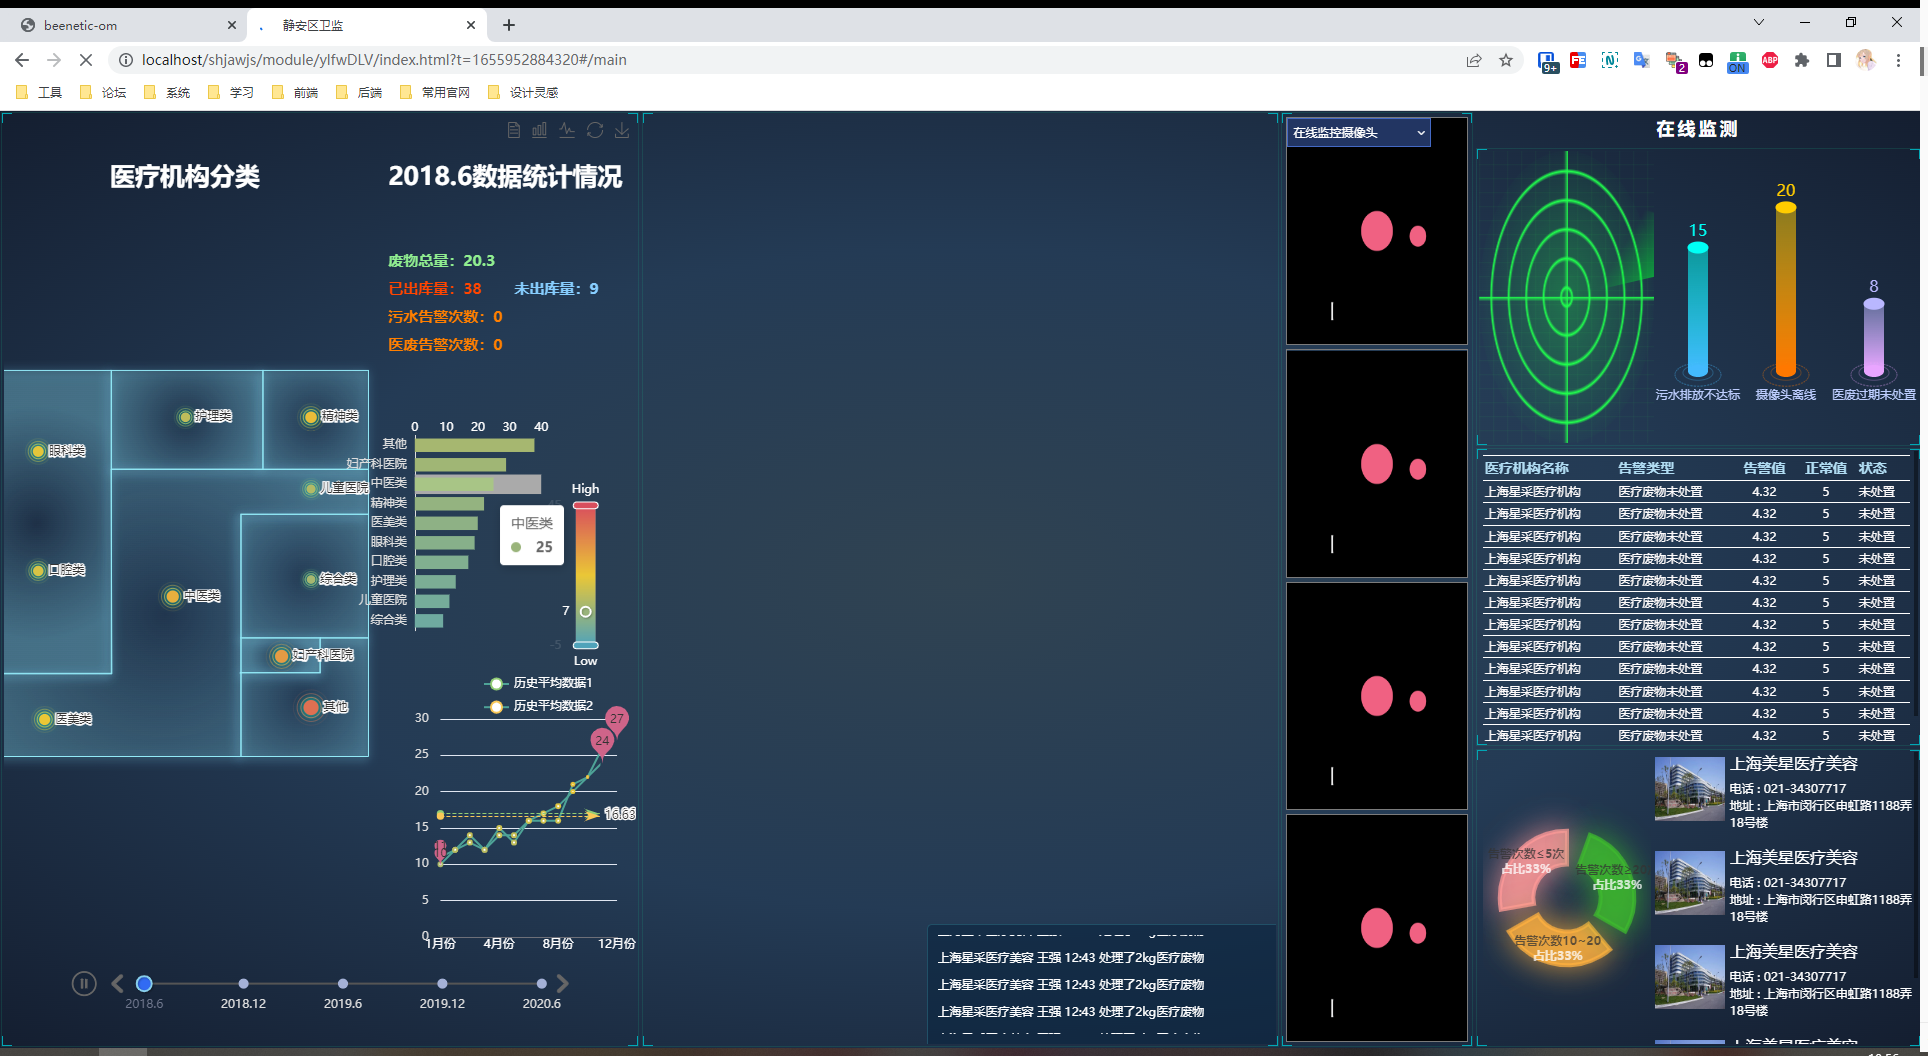 beenetic-om
静安区卫监
localhost/shjawjs/module/ylfwDLV/index.html?t=1655952884320#/main
9+
FE
N
2
ON
ABP
工具 论坛 系统 学习 前端 后端 常用官网 设计灵感
医疗机构分类
护理类
精神类
眼科类
儿童医院
口腔类
综合类
中医类
妇产科医院
医美类
其他
2018.6数据统计情况
废物总量：20.3
已出库量：38 未出库量：9
污水告警次数：0
医废告警次数：0
0 10 20 30 40
其他
妇产科医院
中医类
精神类
医美类
眼科类
口腔类
护理类
儿童医院
综合类
中医类
25
High
7
-5
Low
历史平均数据1
历史平均数据2
30
25
20
15
10
5
0
27
24
16.63
1月份 4月份 8月份 12月份
2018.6 2018.12 2019.6 2019.12 2020.6
上海星采医疗美容 王强 12:43 处理了2kg医疗废物
上海星采医疗美容 王强 12:43 处理了2kg医疗废物
上海星采医疗美容 王强 12:43 处理了2kg医疗废物
在线监控摄像头
在线监测
15
20
8
污水排放不达标 摄像头离线 医废过期未处置
医疗机构名称 告警类型 告警值 正常值 状态
上海星采医疗机构 医疗废物未处置 4.32 5 未处置
上海星采医疗机构 医疗废物未处置 4.32 5 未处置
上海星采医疗机构 医疗废物未处置 4.32 5 未处置
上海星采医疗机构 医疗废物未处置 4.32 5 未处置
上海星采医疗机构 医疗废物未处置 4.32 5 未处置
上海星采医疗机构 医疗废物未处置 4.32 5 未处置
上海星采医疗机构 医疗废物未处置 4.32 5 未处置
上海星采医疗机构 医疗废物未处置 4.32 5 未处置
上海星采医疗机构 医疗废物未处置 4.32 5 未处置
上海星采医疗机构 医疗废物未处置 4.32 5 未处置
上海星采医疗机构 医疗废物未处置 4.32 5 未处置
上海星采医疗机构 医疗废物未处置 4.32 5 未处置
告警次数≤5次
占比33%
告警次数≥
占比33%
告警次数10~20
占比33%
上海美星医疗美容
电话 : 021-34307717
地址 : 上海市闵行区申虹路1188弄
18号楼
上海美星医疗美容
电话 : 021-34307717
地址 : 上海市闵行区申虹路1188弄
18号楼
上海美星医疗美容
电话 : 021-34307717
地址 : 上海市闵行区申虹路1188弄
18号楼